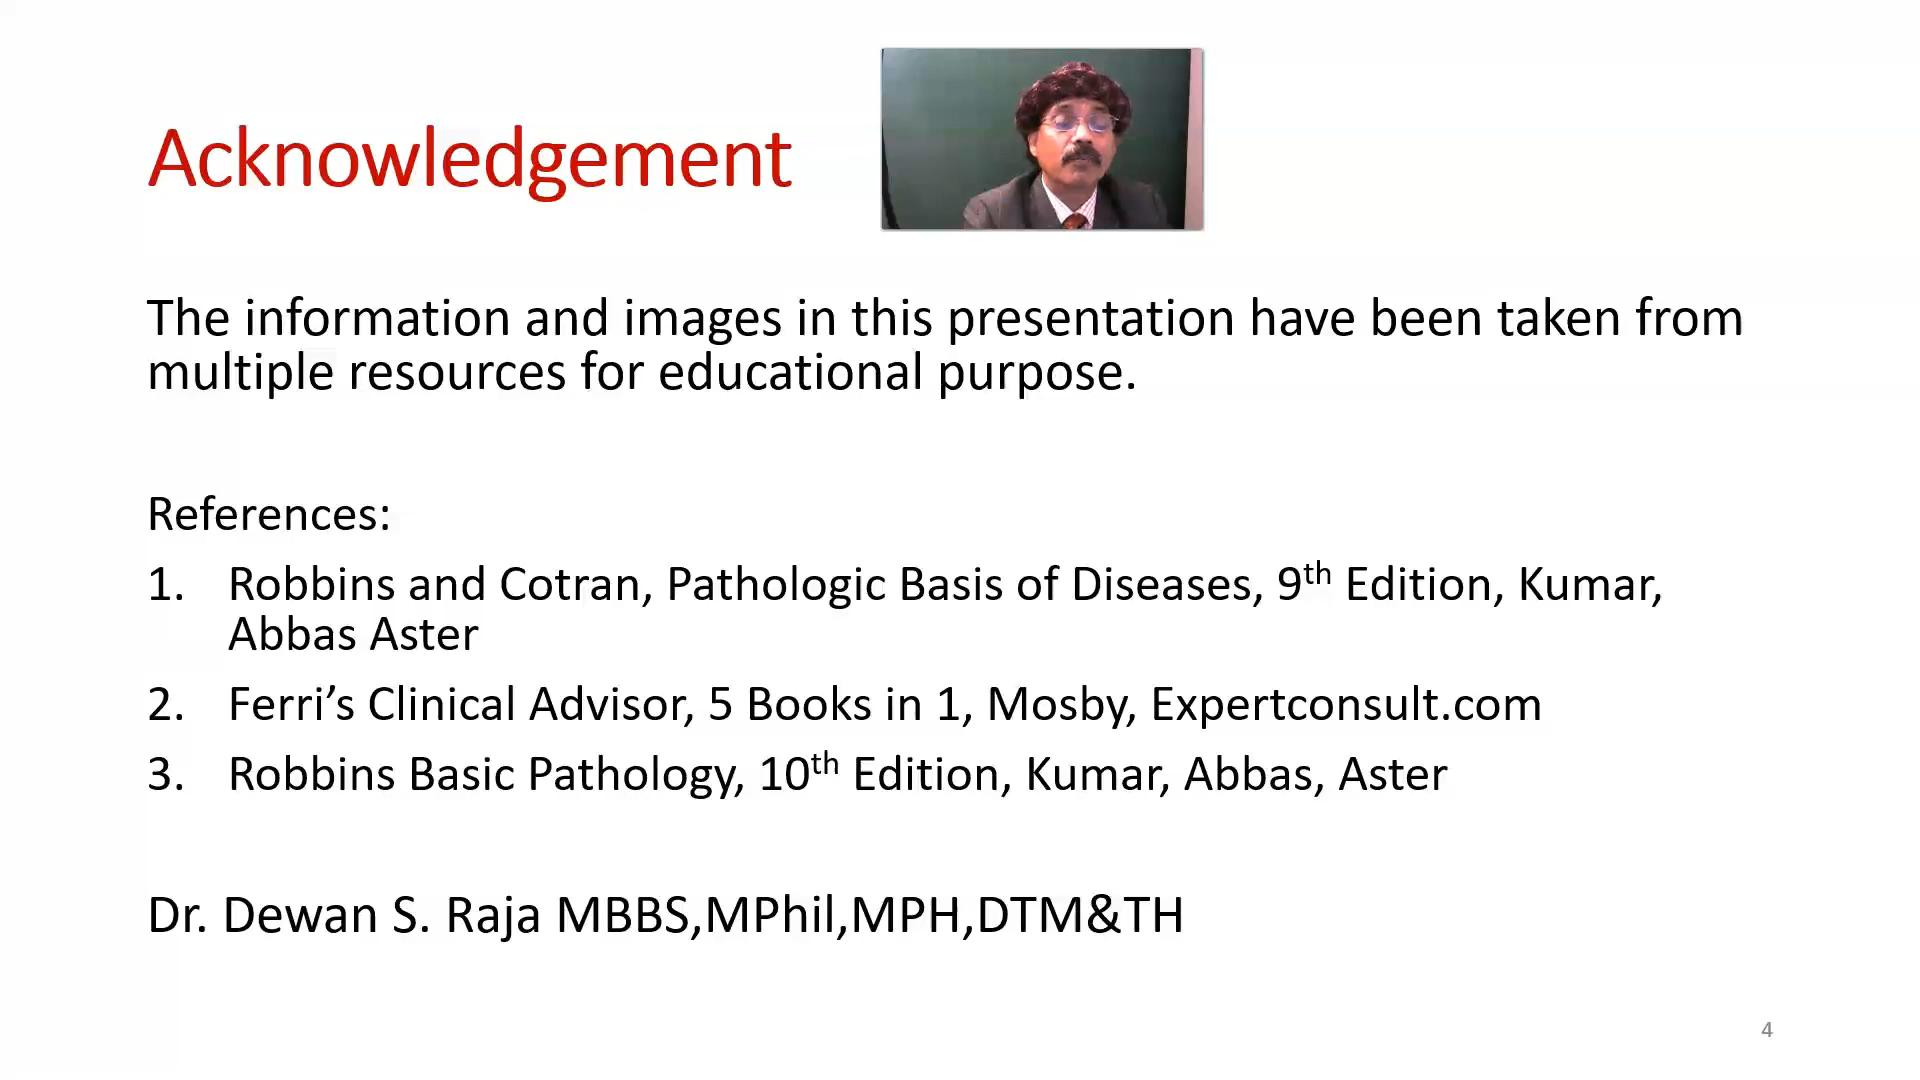 Acknowledgement
The information and images in this presentation have been taken from
multiple resources for educational purpose.
References:
1. Robbins and Cotran, Pathologic Basis of Diseases, 9th Edition, Kumar,
Abbas Aster
2. Ferri’s Clinical Advisor, 5 Books in 1, Mosby, Expertconsult.com
3. Robbins Basic Pathology, 10th Edition, Kumar, Abbas, Aster
Dr. Dewan S. Raja MBBS,MPhil,MPH,DTM&TH
4